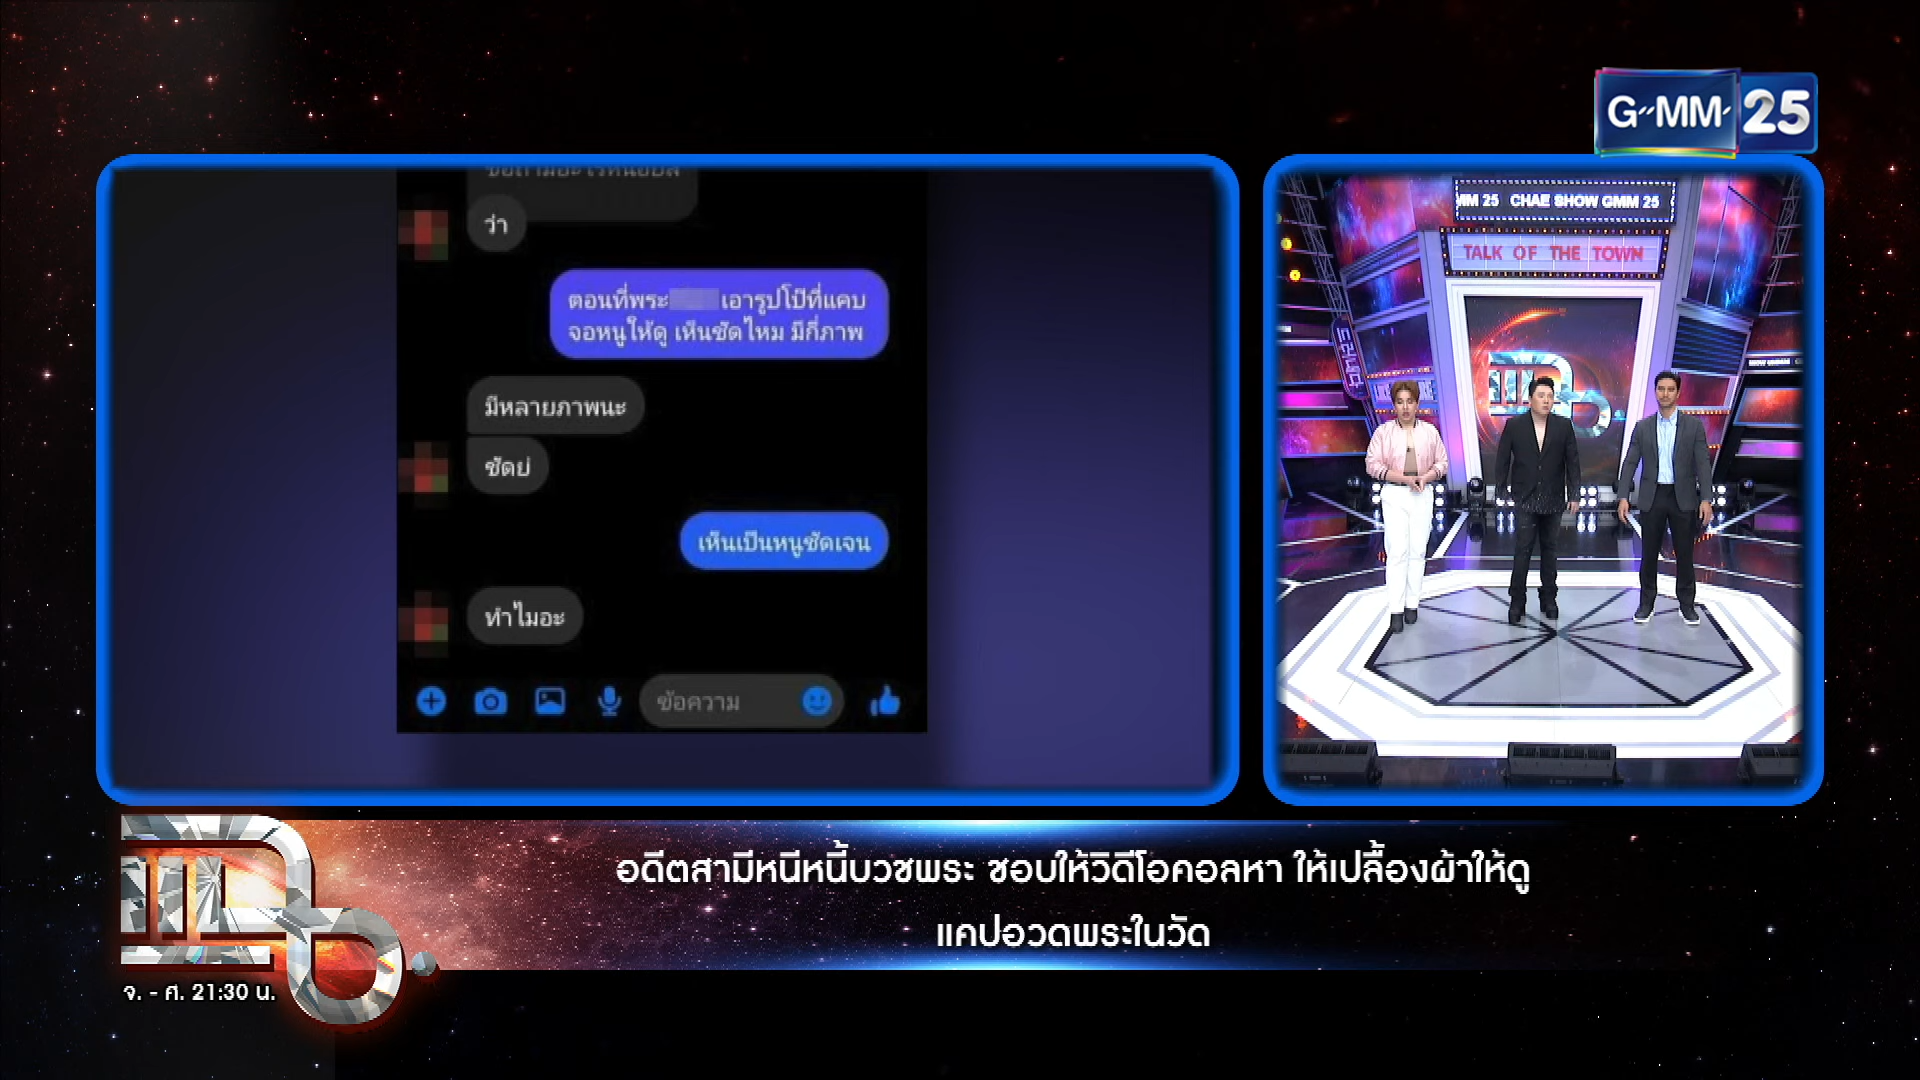 G"MM' 25
ว่า
ตอนที่พระ เอารูปโป๊ที่แคบ
จอหนูให้ดู เห็นชัดไหม มีกี่ภาพ
มีหลายภาพนะ
ชัดย่
เห็นเป็นหนูชัดเจน
ทำไมอะ
ข้อความ
MM 25 CHAE SHOW GMM 25
TALK OF THE TOWN
แฉ.
อดีตสามีหนีหนี้บวชพระ ชอบให้วิดีโอคอลหา ให้เปลื้องผ้าให้ดู
แคปอวดพระในวัด
แฉ.
จ. - ศ. 21:30 น.